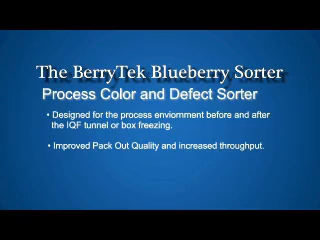 The BerryTek Blueberry Sorter
Process Color and Defect Sorter
• Designed for the process enviornment before and after
the IQF tunnel or box freezing.
• Improved Pack Out Quality and increased throughput.